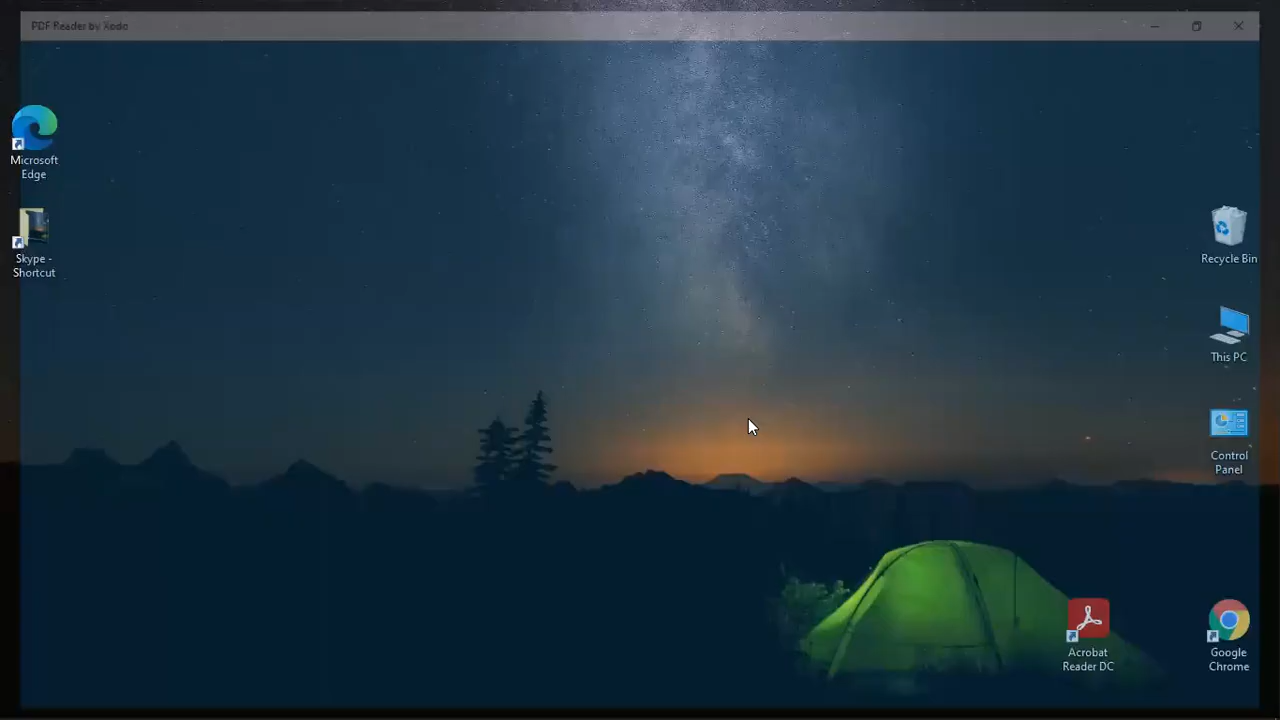 PDF Reader by Xodo
Microsoft
Edge
Skype -
Shortcut
Recycle Bin
This PC
Control
Panel
Acrobat
Reader DC
Google
Chrome